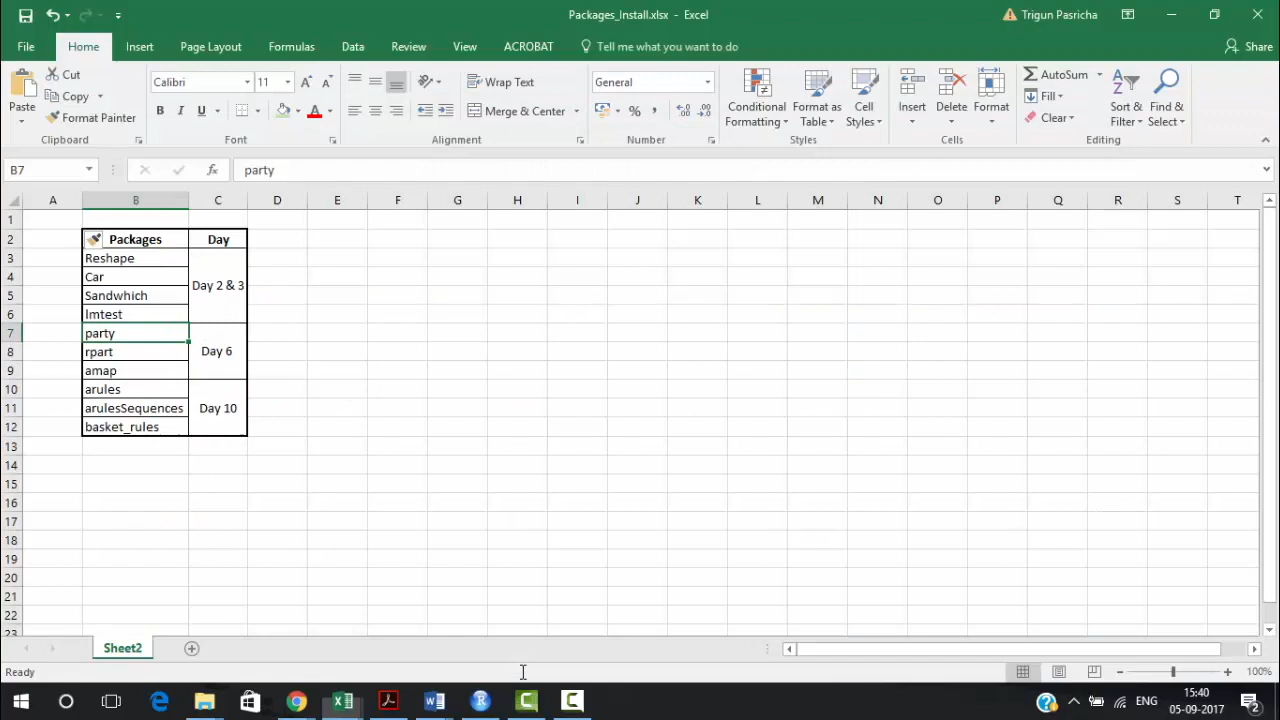 Packages_Install.xlsx - Excel
Trigun Pasricha
File Home Insert Page Layout Formulas Data Review View ACROBAT Tell me what you want to do Share
Paste
Cut
Copy
Format Painter
Clipboard
Calibri 11
B I U A
Font
Wrap Text
Merge & Center
Alignment
General
%
Number
Conditional Formatting
Format as Table
Cell Styles
Styles
Insert Delete Format
Cells
AutoSum
Fill
Clear
Sort & Filter
Find & Select
Editing
B7 fx party
A B C D E F G H I J K L M N O P Q R S T
1
2 Packages Day
3 Reshape
4 Car
Day 2 & 3
5 Sandwhich
6 lmtest
7 party
8 rpart Day 6
9 amap
10 arules
11 arulesSequences Day 10
12 basket_rules
13
14
15
16
17
18
19
20
21
22
23
Sheet2
Ready 100%
ENG 15:40
05-09-2017 2